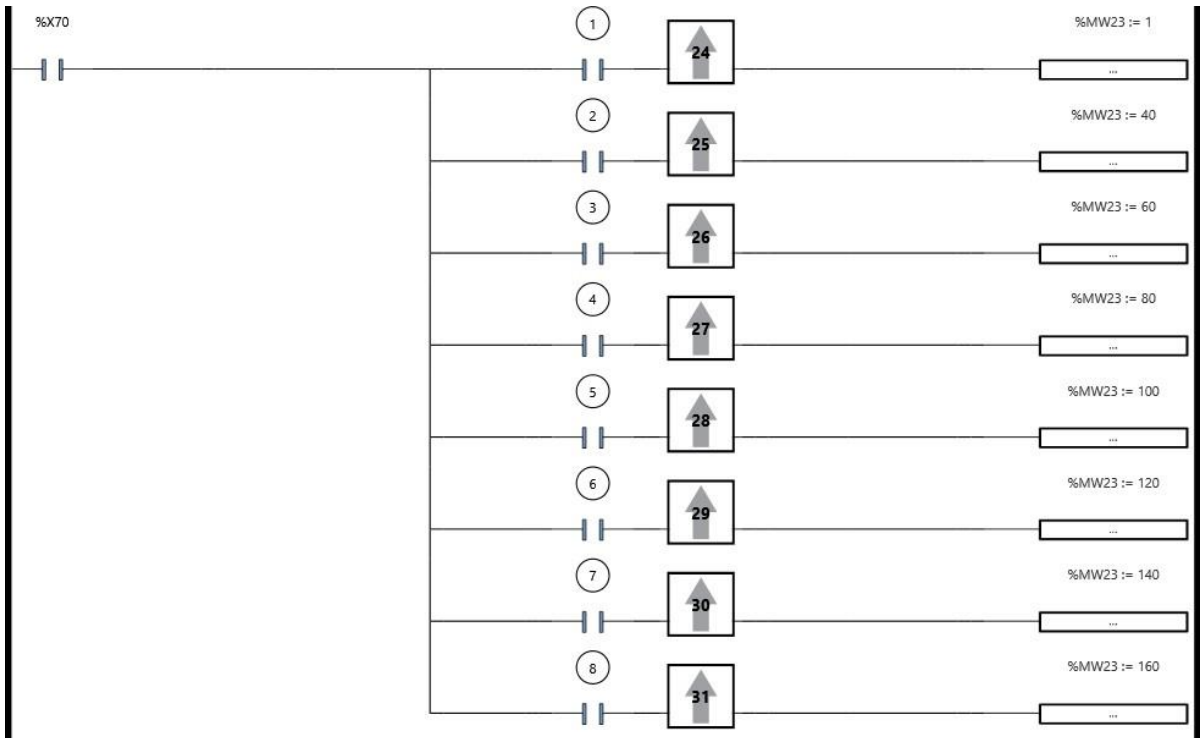 %X70
1
24
%MW23 := 1
...
2
25
%MW23 := 40
...
3
26
%MW23 := 60
...
4
27
%MW23 := 80
...
5
28
%MW23 := 100
...
6
29
%MW23 := 120
...
7
30
%MW23 := 140
...
8
31
%MW23 := 160
...